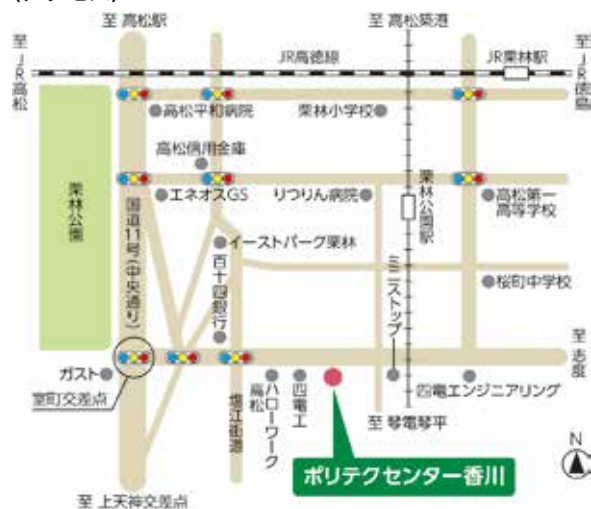 至 高松駅
至 高松築港
至 JR高松
JR高徳線
JR栗林駅
至 JR徳島
高松平和病院
栗林小学校
高松信用金庫
栗林公園
国道11号(中央通り)
エネオスGS
りつりん病院
栗林公園駅
高松第一
高等学校
イーストパーク栗林
百十四銀行
ミニストップ
桜町中学校
至 志度
ガスト
室町交差点
塩江街道
ハローワーク
高松
四電工
四電エンジニアリング
至 琴電琴平
ポリテクセンター香川
N
至 上天神交差点